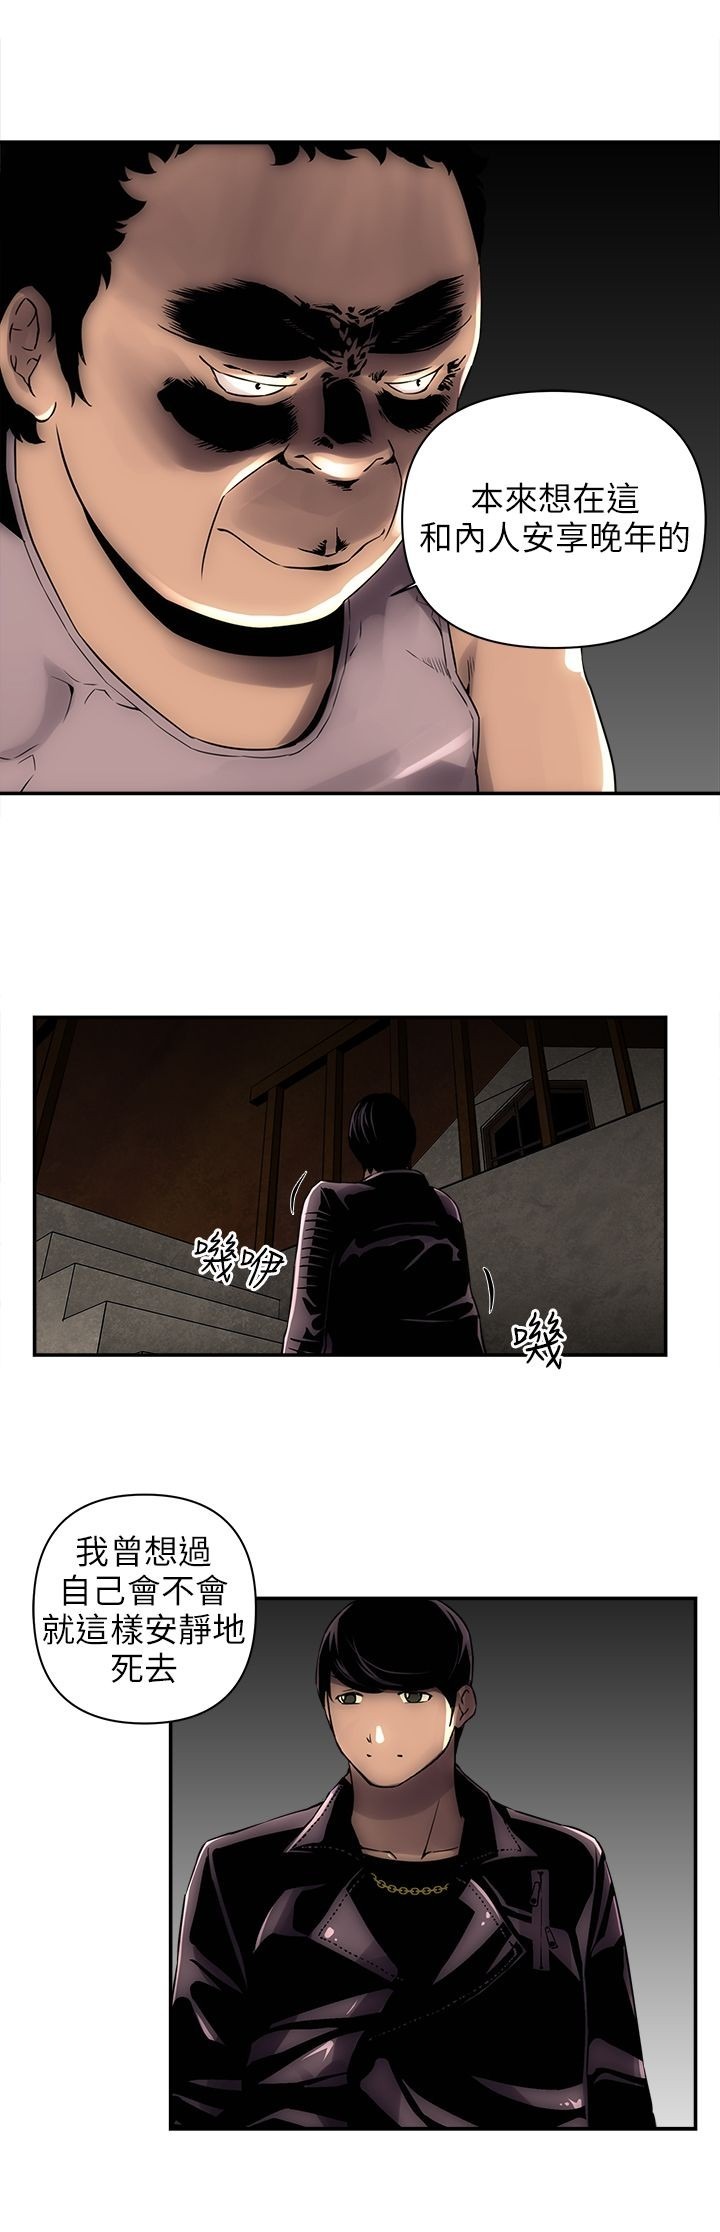 本來想在這
和內人安享晚年的
嘰咿
嘰
我曾想過
自己會不會
就這樣安靜地
死去